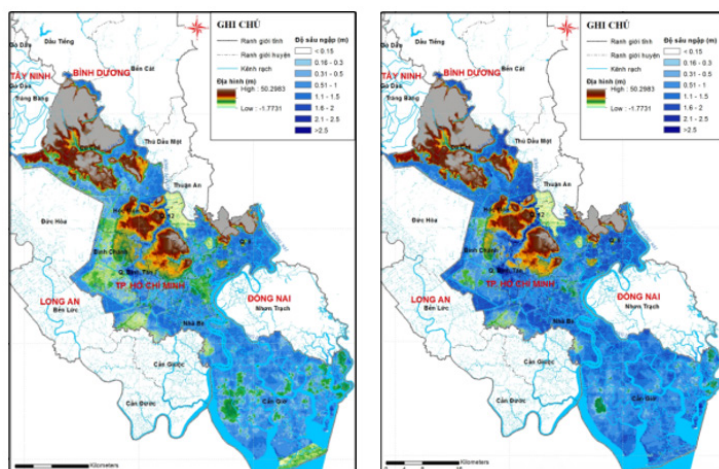 GHI CHÚ
Ranh giới tỉnh
Ranh giới huyện
Kênh rạch
Địa hình (m)
High : 50.2983
Low : -1.7731
Độ sâu ngập (m)
< 0.15
0.16 - 0.3
0.31 - 0.5
0.51 - 1
1.1 - 1.5
1.6 - 2
2.1 - 2.5
>2.5
Dầu Tiếng
Bến Cát
TÂY NINH
BÌNH DƯƠNG
Trảng Bàng
Thủ Dầu Một
Thuận An
Đức Hòa
Bình Chánh
TP. HỒ CHÍ MINH
LONG AN
Bến Lức
ĐỒNG NAI
Nhơn Trạch
Nhà Bè
Cần Giuộc
Cần Đước
Cần Giờ
Kilometers
GHI CHÚ
Ranh giới tỉnh
Ranh giới huyện
Kênh rạch
Địa hình (m)
High : 50.2983
Low : -1.7731
Độ sâu ngập (m)
< 0.15
0.16 - 0.3
0.31 - 0.5
0.51 - 1
1.1 - 1.5
1.6 - 2
2.1 - 2.5
>2.5
Dầu Tiếng
Bến Cát
TÂY NINH
BÌNH DƯƠNG
Trảng Bàng
Thủ Dầu Một
Thuận An
Đức Hòa
Bình Chánh
TP. HỒ CHÍ MINH
LONG AN
Bến Lức
ĐỒNG NAI
Nhơn Trạch
Nhà Bè
Cần Giuộc
Cần Đước
Cần Giờ
Kilometers